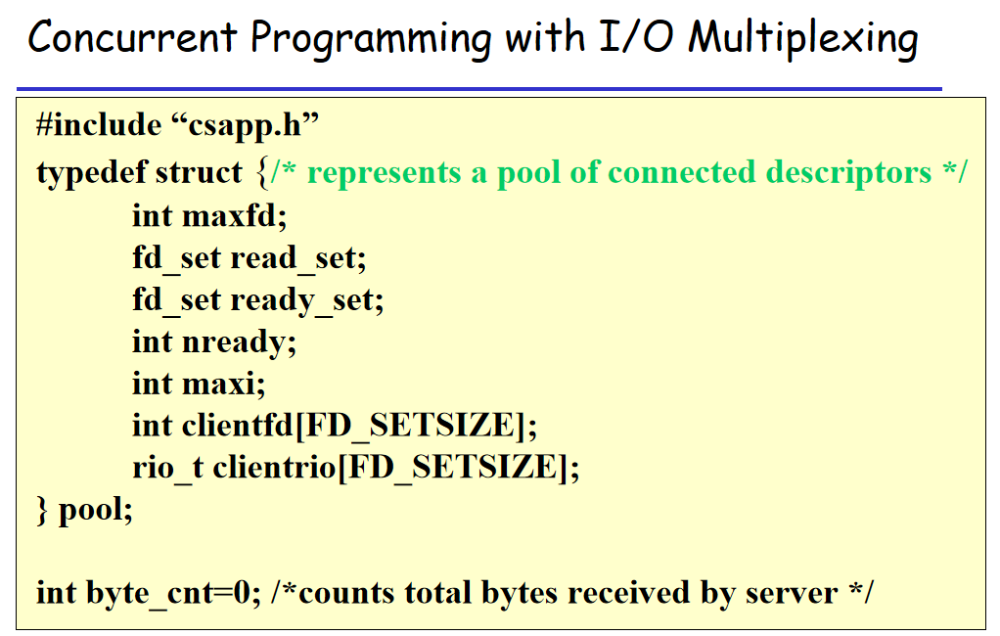 Concurrent Programming with I/O Multiplexing
#include “csapp.h”
typedef struct {/* represents a pool of connected descriptors */
int maxfd;
fd_set read_set;
fd_set ready_set;
int nready;
int maxi;
int clientfd[FD_SETSIZE];
rio_t clientrio[FD_SETSIZE];
} pool;
int byte_cnt=0; /*counts total bytes received by server */